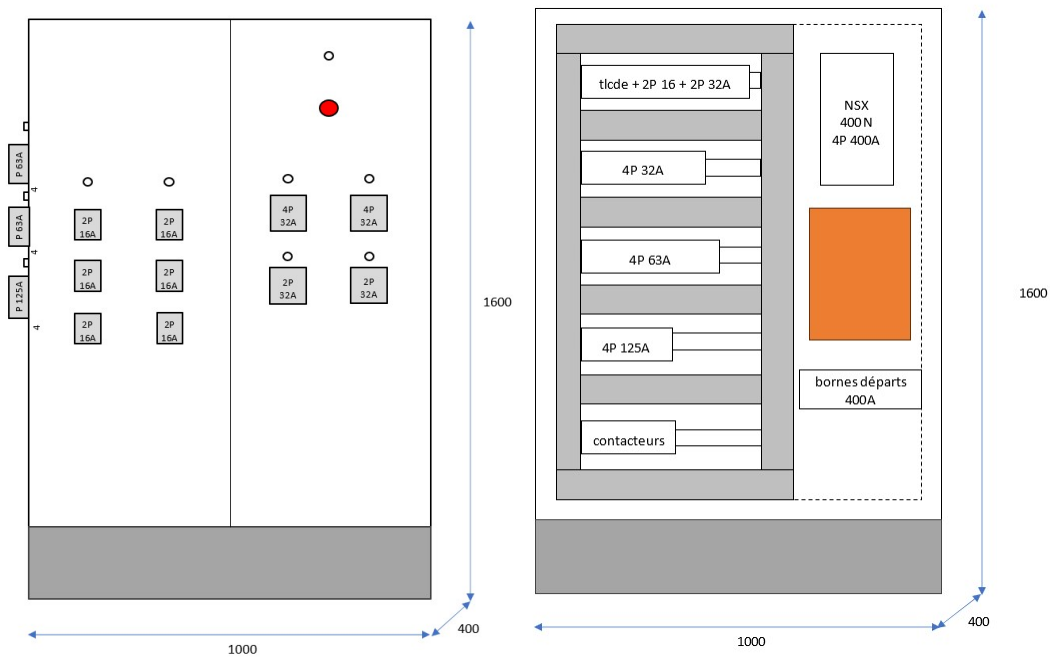 P 63A
4
P 63A
4
P 125A
4
2P
16A
2P
16A
2P
16A
2P
16A
2P
16A
2P
16A
4P
32A
4P
32A
2P
32A
2P
32A
1600
400
1000
tlcde + 2P 16 + 2P 32A
4P 32A
4P 63A
4P 125A
contacteurs
NSX
400 N
4P 400A
bornes départs
400A
1600
400
1000